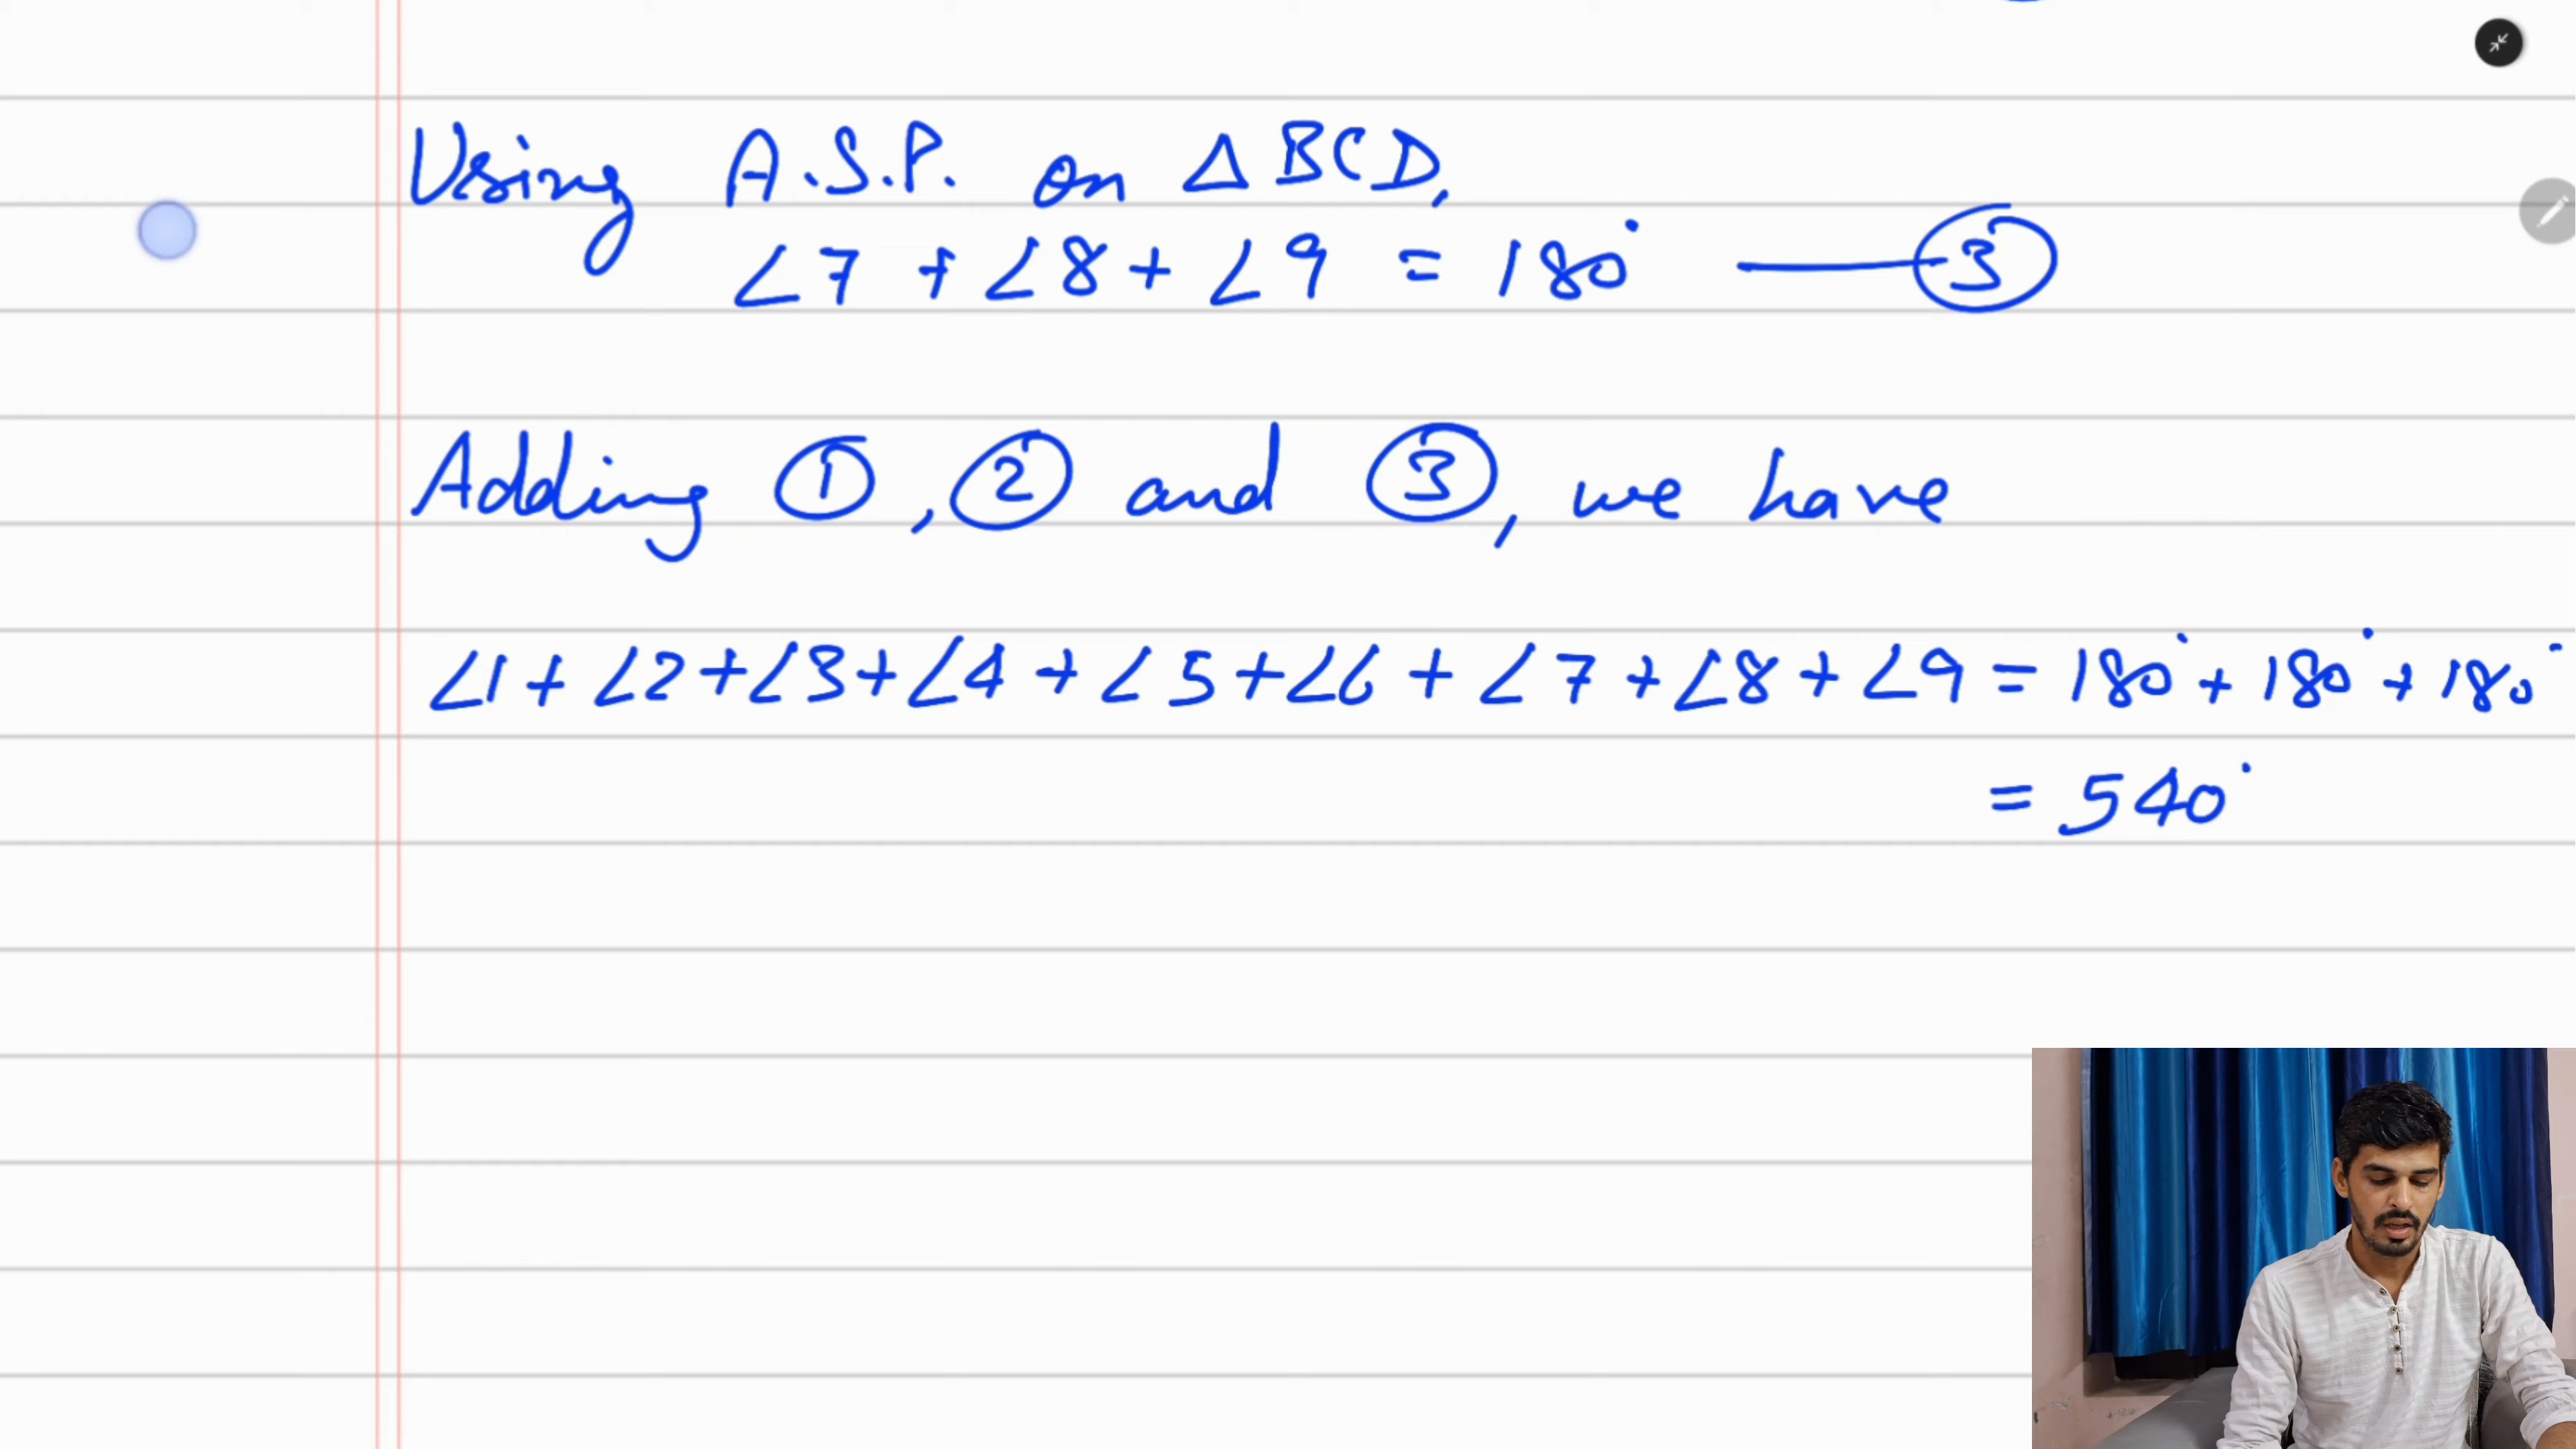 Using A.S.P. on △BCD,
∠7 + ∠8 + ∠9 = 180° —— ③
Adding ①, ② and ③, we have
∠1 + ∠2 + ∠3 + ∠4 + ∠5 + ∠6 + ∠7 + ∠8 + ∠9 = 180° + 180° + 180°
= 540°